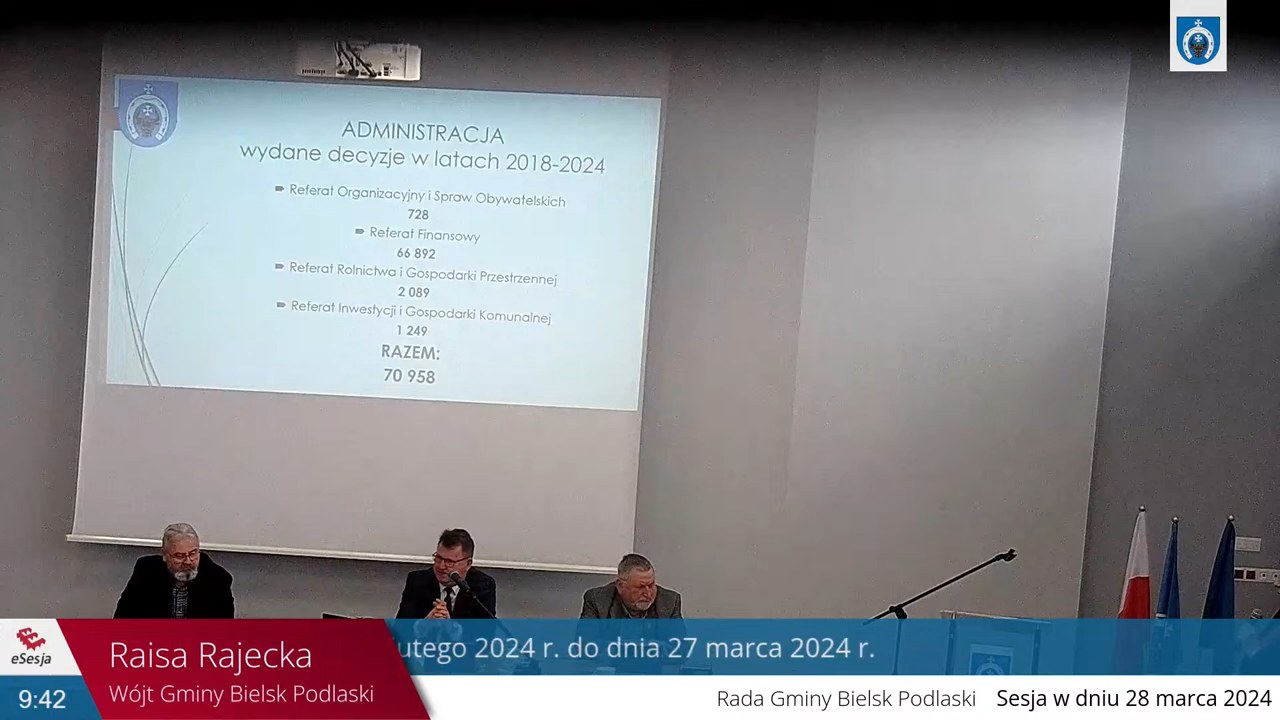 ADMINISTRACJA
wydane decyzje w latach 2018-2024
Referat Organizacyjny i Spraw Obywatelskich
728
Referat Finansowy
66 892
Referat Rolnictwa i Gospodarki Przestrzennej
2 089
Referat Inwestycji i Gospodarki Komunalnej
1 249
RAZEM:
70 958
eSesja
Raisa Rajecka
Wójt Gminy Bielsk Podlaski
utego 2024 r. do dnia 27 marca 2024 r.
9:42
Rada Gminy Bielsk Podlaski Sesja w dniu 28 marca 2024